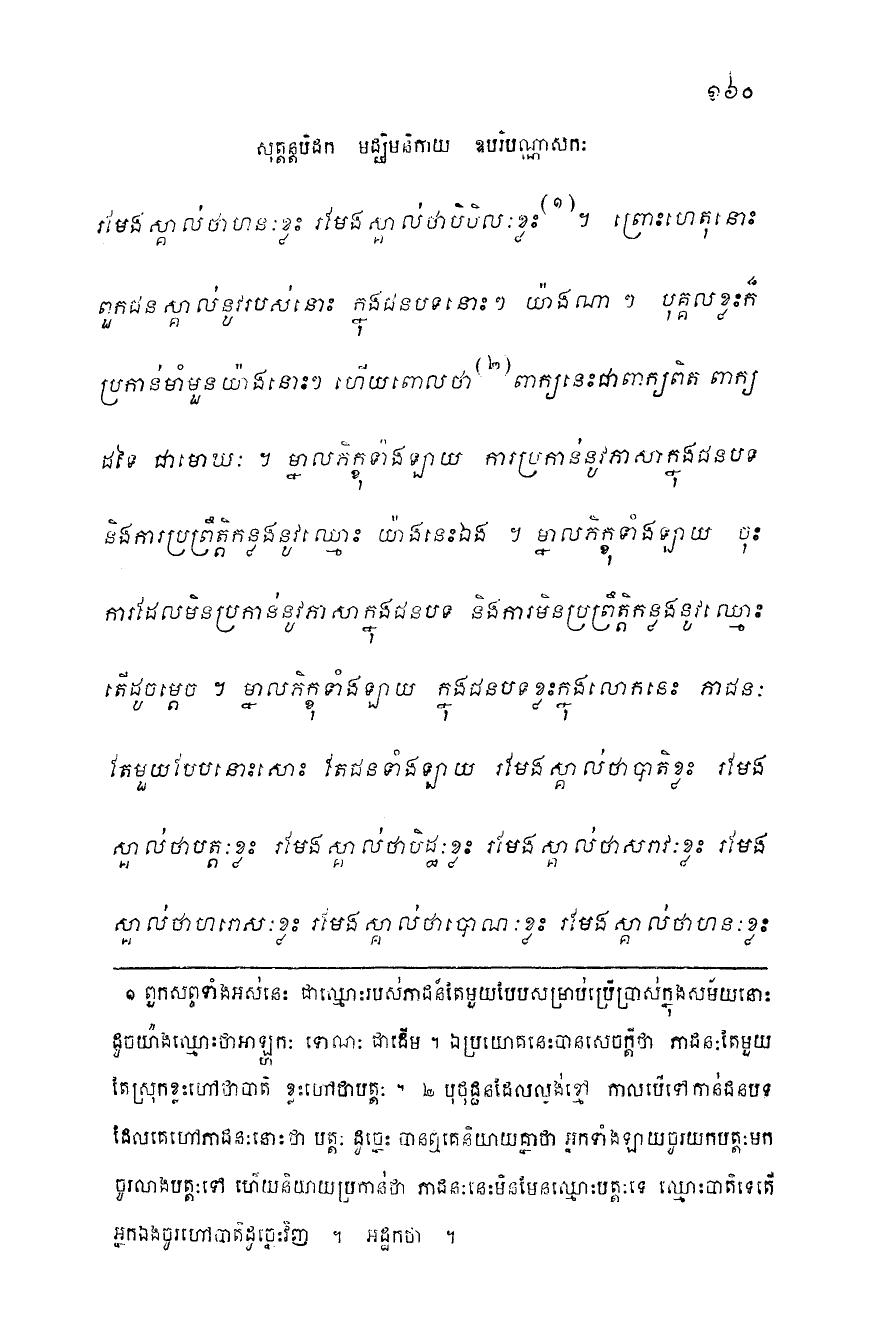 ១៦០
សុត្តន្តបិដក មជ្ឈិមនិកាយ ឧបរិបណ្ណាសកៈ
រមែងស្គាល់ថាហនៈខ្លះ រមែងស្គាល់ថាបិបិលៈខ្លះ(១)។ ព្រោះហេតុនោះ
ពួកជនស្គាល់នូវរបស់នោះ ក្នុងជនបទនោះៗ យ៉ាងណា ៗ បុគ្គលខ្លះក៏
ប្រកាន់មាំមួនយ៉ាងនោះៗ ហើយពោលថា(២)ពាក្យនេះជាពាក្យពិត ពាក្យ
ដទៃ ជាមោឃៈ ។ ម្នាលភិក្ខុទាំងឡាយ ការប្រកាន់នូវភាសាក្នុងជនបទ
និងការប្រព្រឹត្តិកន្លងនូវឈ្មោះ យ៉ាងនេះឯង ។ ម្នាលភិក្ខុទាំងឡាយ ចុះ
ការដែលមិនប្រកាន់នូវភាសាក្នុងជនបទ និងការមិនប្រព្រឹត្តិកន្លងនូវឈ្មោះ
តើដូចម្តេច ។ ម្នាលភិក្ខុទាំងឡាយ ក្នុងជនបទខ្លះក្នុងលោកនេះ ភាជនៈ
តែមួយបែបនោះសោះ តែជនទាំងឡាយ រមែងស្គាល់ថាបាតិខ្លះ រមែង
ស្គាល់ថាបត្តៈខ្លះ រមែងស្គាល់ថាបិដ្ឋៈខ្លះ រមែងស្គាល់ថាសរាវៈខ្លះ រមែង
ស្គាល់ថាហរោសៈខ្លះ រមែងស្គាល់ថាបោណៈខ្លះ រមែងស្គាល់ថាហនៈខ្លះ
១ ពួកសព្ទទាំងអស់នេះ ជាឈ្មោះរបស់ភាជន៍តែមួយបែបសម្រាប់ប្រើប្រាស់ក្នុងសម័យនោះ
ដូចយ៉ាងឈ្មោះថាអាឡ្ហកៈ ទោណៈ ជាដើម ។ ឯប្រយោគនេះបានសេចក្តីថា ភាជនៈតែមួយ
តែស្រុកខ្លះហៅថាបាតិ ខ្លះហៅថាបត្តៈ ។ ២ បុថុជ្ជនដែលល្ងង់ខ្មៅ កាលបើទៅកាន់ជនបទ
ដែលគេហៅភាជនៈនោះថា បត្តៈ ដូច្នេះ បានឮគេនិយាយគ្នាថា អ្នកទាំងឡាយចូរយកបត្តៈមក
ចូរលាងបត្តៈទៅ ហើយនិយាយប្រកាន់ថា ភាជនៈនេះមិនមែនឈ្មោះបត្តៈទេ ឈ្មោះបាតិទេតើ
អ្នកឯងចូរហៅបាតិដូច្នេះវិញ ។ អដ្ឋកថា ។